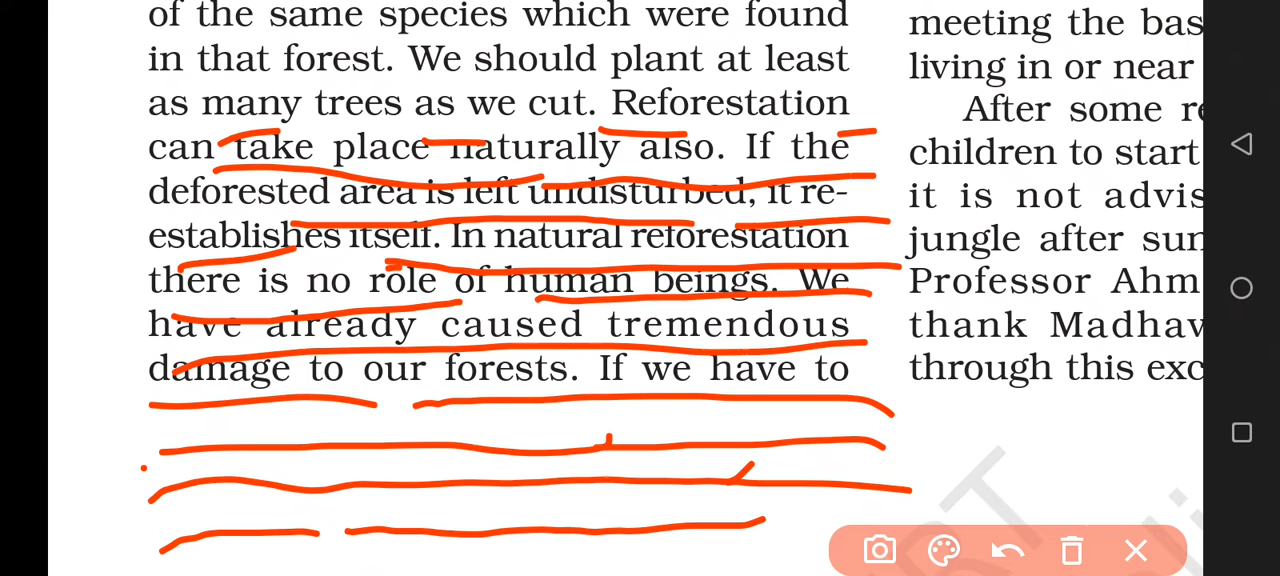 of the same species which were found
in that forest. We should plant at least
as many trees as we cut. Reforestation
can take place naturally also. If the
deforested area is left undisturbed, it re-
establishes itself. In natural reforestation
there is no role of human beings. We
have already caused tremendous
damage to our forests. If we have to
meeting the bas
living in or near
After some re
children to start
it is not advis
jungle after sun
Professor Ahm
thank Madhav
through this exc